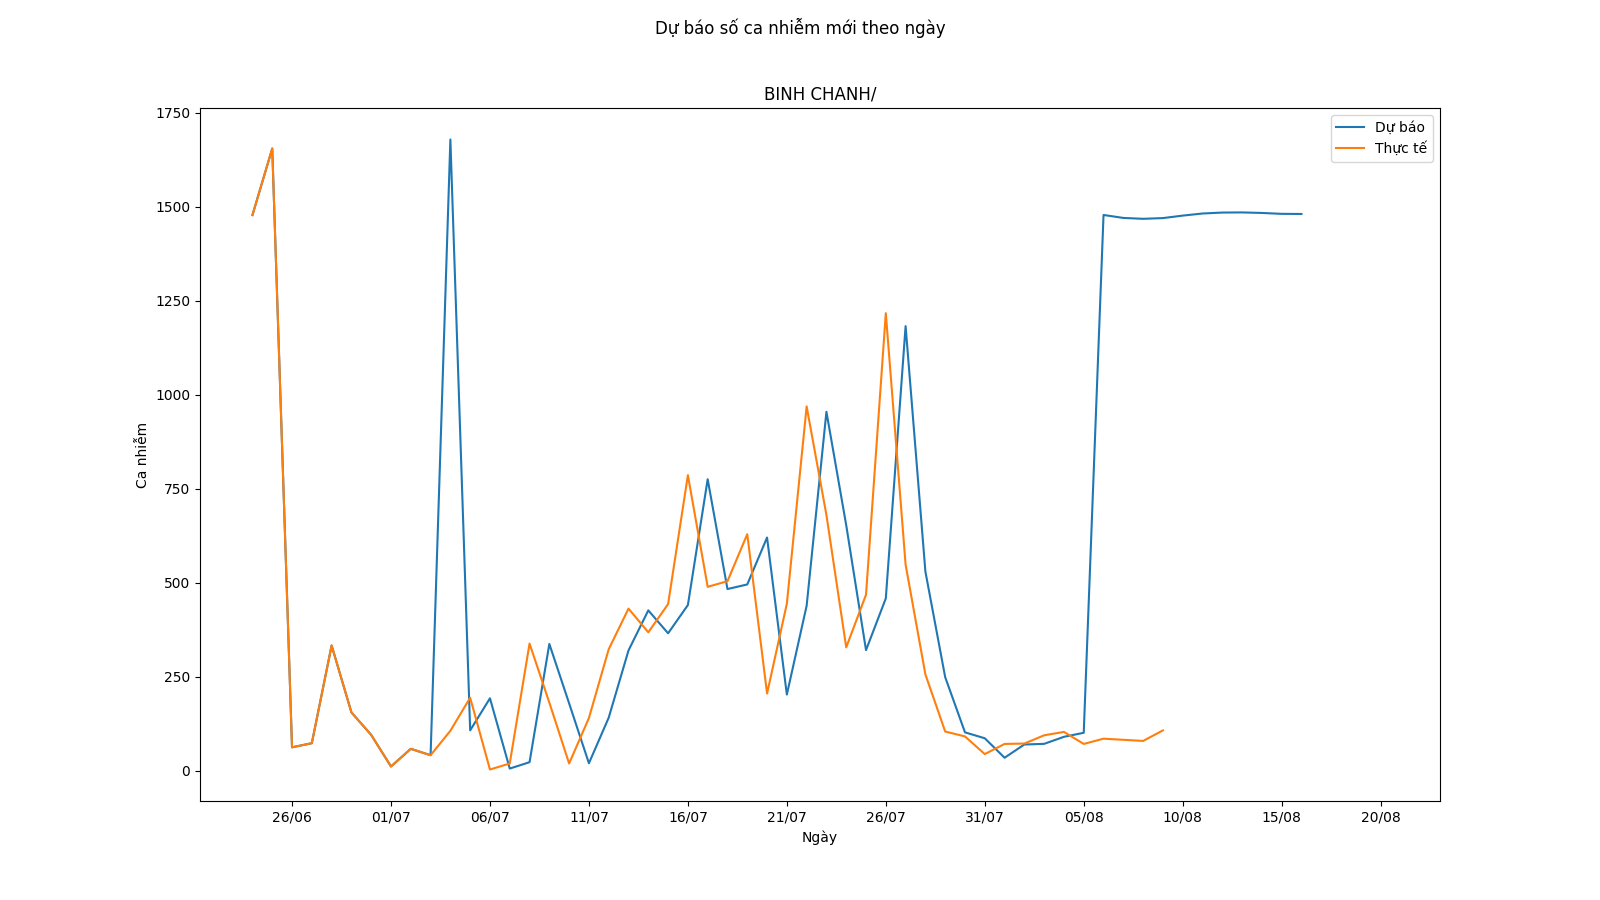 Dự báo số ca nhiễm mới theo ngày
BINH CHANH/
1750
1500
1250
1000
750
500
250
0
Ca nhiễm
Dự báo
Thực tế
26/06 01/07 06/07 11/07 16/07 21/07 26/07 31/07 05/08 10/08 15/08 20/08
Ngày